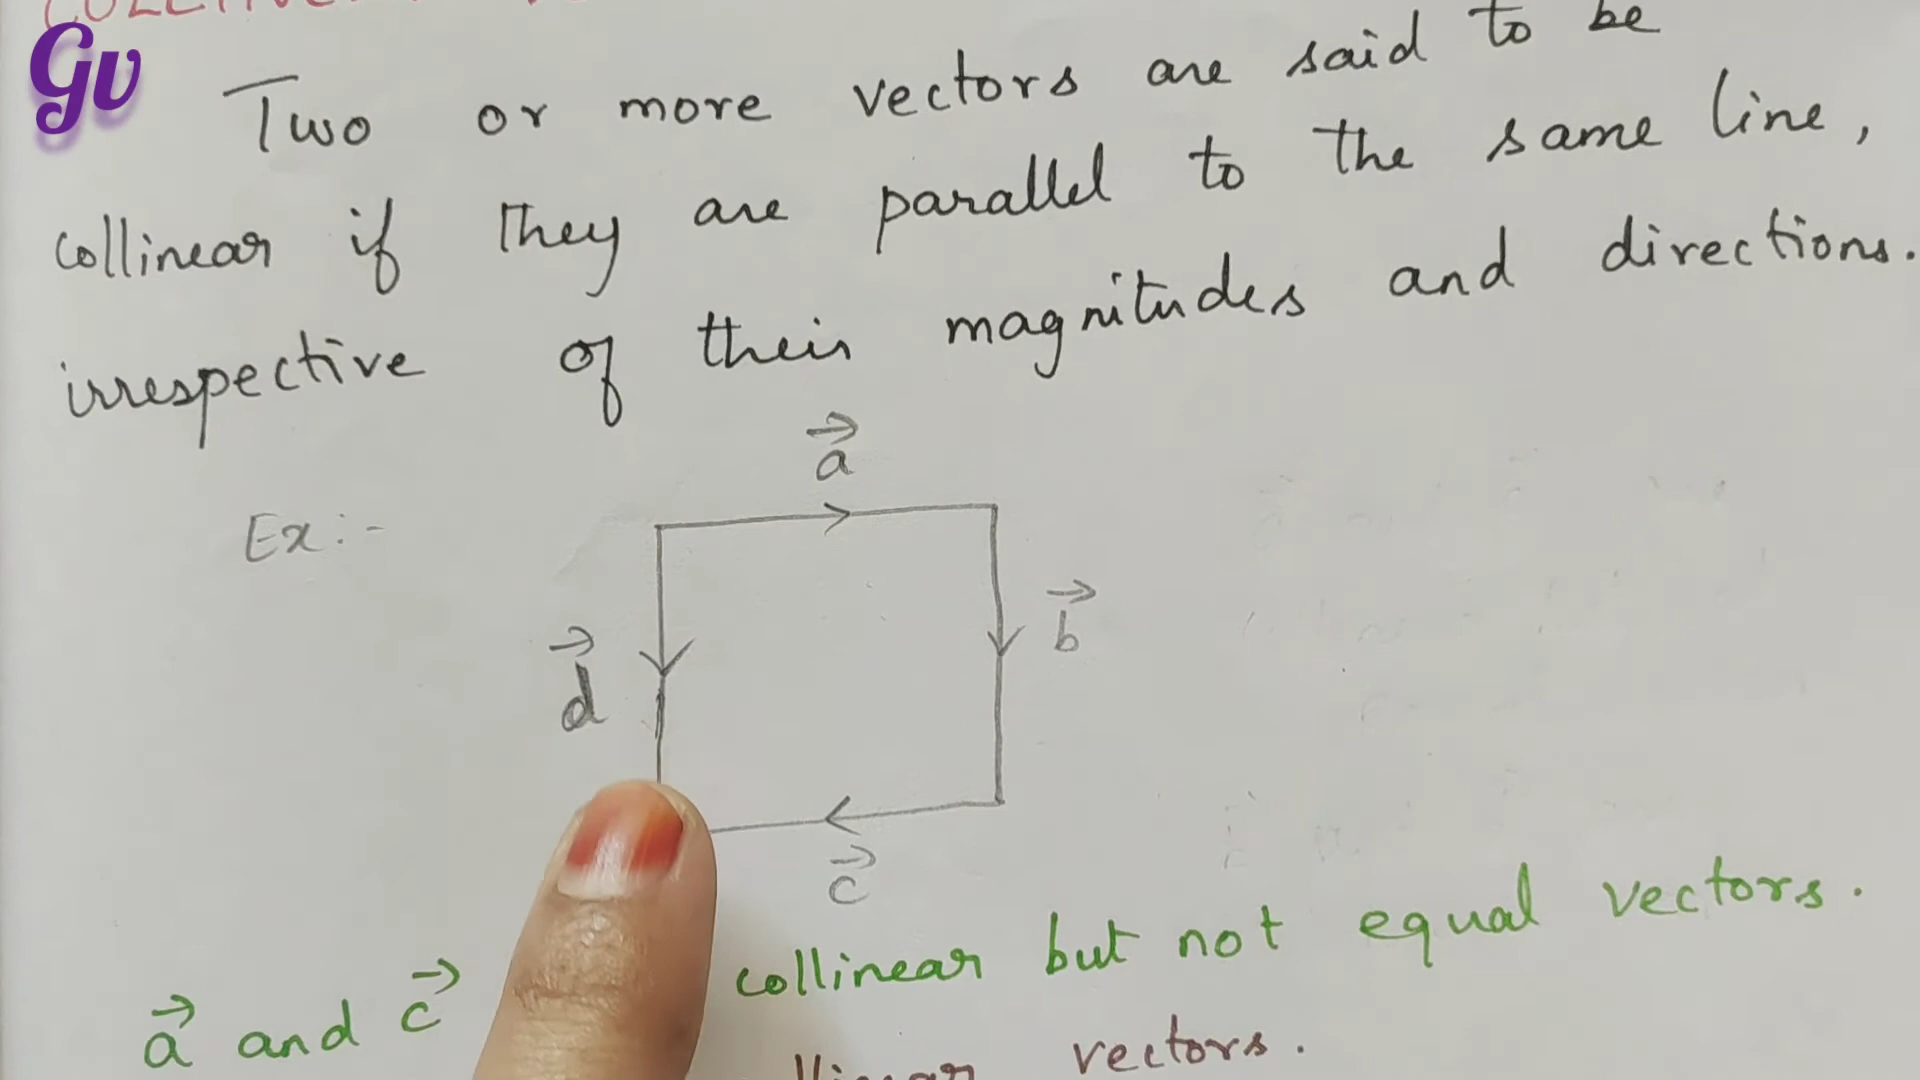 Gv
Two or more vectors are said to be
collinear if they are parallel to the same line,
irrespective of their magnitudes and directions.
a⃗
Ex:-
b⃗
d⃗
c⃗
a⃗ and c⃗ collinear but not equal vectors.
vectors.